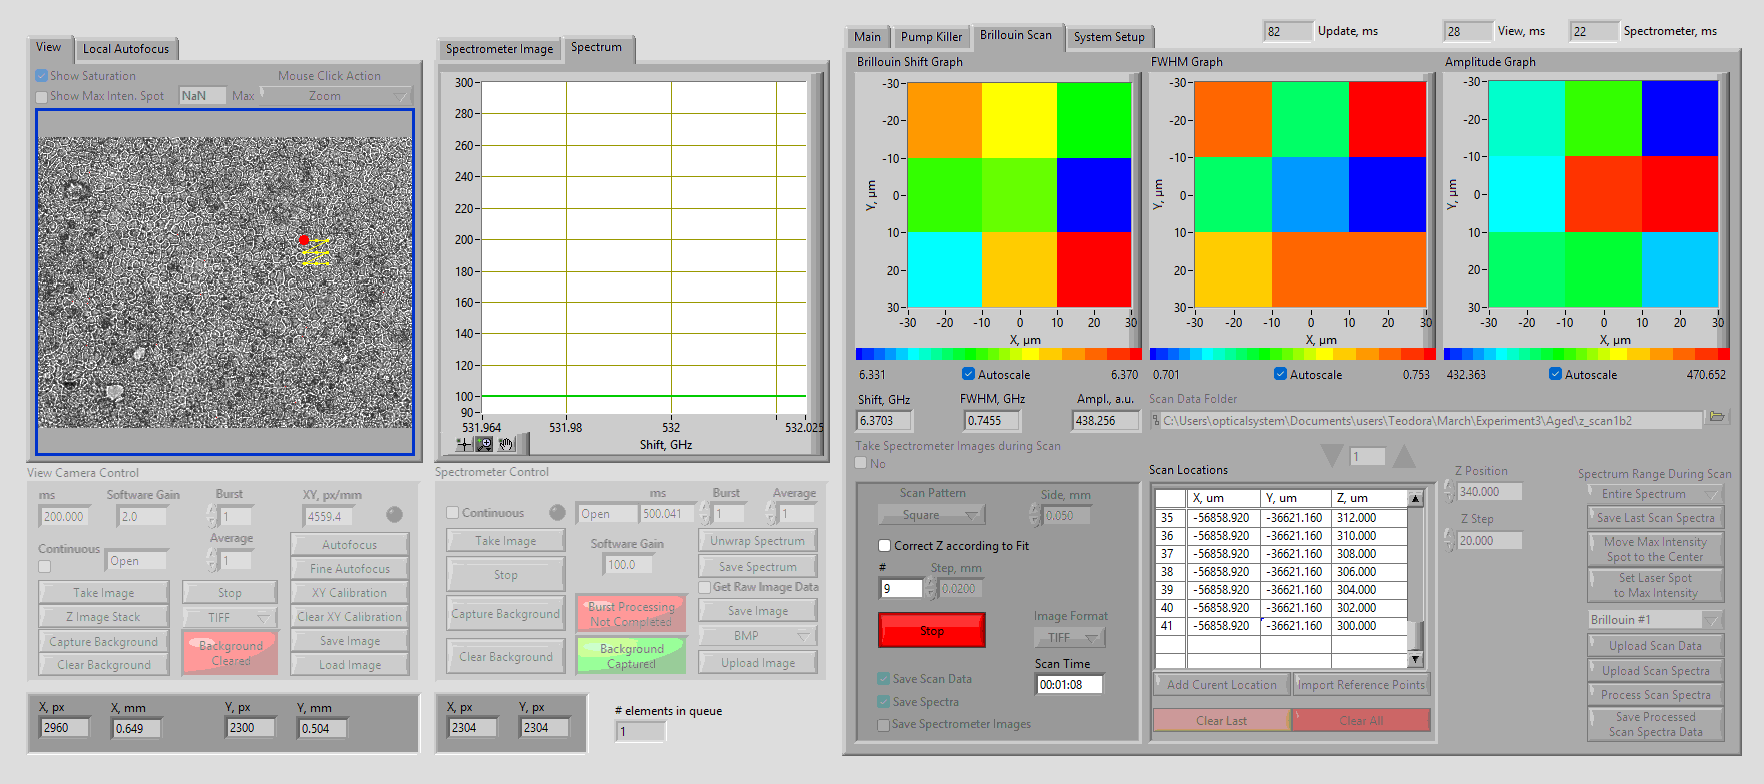 View
Local Autofocus
Show Saturation
Mouse Click Action
Show Max Inten. Spot
NaN
Max
Zoom
View Camera Control
ms
Software Gain
Burst
XY, px/mm
200.000
2.0
1
4559.4
Continuous
Open
Average
1
Autofocus
Fine Autofocus
Take Image
Stop
XY Calibration
Z Image Stack
TIFF
Clear XY Calibration
Capture Background
Background
Cleared
Save Image
Clear Background
Load Image
X, px
X, mm
Y, px
Y, mm
2960
0.649
2300
0.504
Spectrometer Image
Spectrum
300
280
260
240
220
200
180
160
140
120
100
90
531.964
531.98
532
532.025
Shift, GHz
Spectrometer Control
ms
Burst
Average
Continuous
Open
500.041
1
1
Take Image
Software Gain
Unwrap Spectrum
Stop
100.0
Save Spectrum
Get Raw Image Data
Capture Background
Burst Processing
Not Completed
Save Image
BMP
Clear Background
Background
Captured
Upload Image
X, px
Y, px
2304
2304
# elements in queue
1
82
Update, ms
28
View, ms
22
Spectrometer, ms
Main
Pump Killer
Brillouin Scan
System Setup
Brillouin Shift Graph
-30
-20
-10
0
10
20
30
Y, µm
-30
-20
-10
0
10
20
30
X, µm
6.331
Autoscale
6.370
FWHM Graph
-30
-20
-10
0
10
20
30
Y, µm
-30
-20
-10
0
10
20
30
X, µm
0.701
Autoscale
0.753
Amplitude Graph
-30
-20
-10
0
10
20
30
Y, µm
-30
-20
-10
0
10
20
30
X, µm
432.363
Autoscale
470.652
Shift, GHz
FWHM, GHz
Ampl., a.u.
6.3703
0.7455
438.256
Scan Data Folder
C:\Users\opticalsystem\Documents\users\Teodora\March\Experiment3\Aged\z_scan1b2
Take Spectrometer Images during Scan
No
1
Scan Pattern
Side, mm
Square
0.050
Correct Z according to Fit
#
Step, mm
9
0.0200
Stop
Image Format
TIFF
Scan Time
00:01:08
Save Scan Data
Save Spectra
Save Spectrometer Images
Scan Locations
X, um Y, um Z, um
35 -56858.920 -36621.160 312.000
36 -56858.920 -36621.160 310.000
37 -56858.920 -36621.160 308.000
38 -56858.920 -36621.160 306.000
39 -56858.920 -36621.160 304.000
40 -56858.920 -36621.160 302.000
41 -56858.920 -36621.160 300.000
Add Curent Location
Import Reference Points
Clear Last
Clear All
Z Position
340.000
Z Step
20.000
Spectrum Range During Scan
Entire Spectrum
Save Last Scan Spectra
Move Max Intensity
Spot to the Center
Set Laser Spot
to Max Intensity
Brillouin #1
Upload Scan Data
Upload Scan Spectra
Process Scan Spectra
Save Processed
Scan Spectra Data